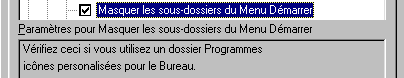 Masquer les sous-dossiers du Menu Démarrer
Paramètres pour Masquer les sous-dossiers du Menu Démarrer
Vérifiez ceci si vous utilisez un dossier Programmes
icônes personalisées pour le Bureau.